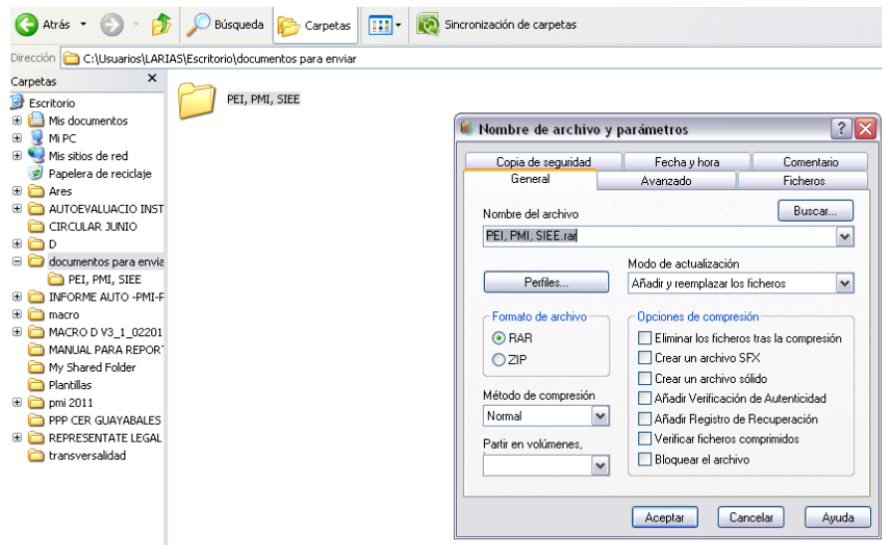 Atrás Búsqueda Carpetas Sincronización de carpetas
Dirección C:\Usuarios\LARIAS\Escritorio\documentos para enviar
Carpetas
Escritorio
Mis documentos
Mi PC
Mis sitios de red
Papelera de reciclaje
Ares
AUTOEVALUACIO INST
CIRCULAR JUNIO
D
documentos para envia
PEI, PMI, SIEE
INFORME AUTO -PMI-F
macro
MACRO D V3_1_02201
MANUAL PARA REPOR
My Shared Folder
Plantillas
pmi 2011
PPP CER GUAYABALES
REPRESENTATE LEGAL
transversalidad
PEI, PMI, SIEE
Nombre de archivo y parámetros
Copia de seguridad Fecha y hora Comentario
General Avanzado Ficheros
Nombre del archivo Buscar...
PEI, PMI, SIEE.rar
Modo de actualización
Perfiles... Añadir y reemplazar los ficheros
Formato de archivo
RAR
ZIP
Método de compresión
Normal
Partir en volúmenes,
Opciones de compresión
Eliminar los ficheros tras la compresión
Crear un archivo SFX
Crear un archivo sólido
Añadir Verificación de Autenticidad
Añadir Registro de Recuperación
Verificar ficheros comprimidos
Bloquear el archivo
Aceptar Cancelar Ayuda